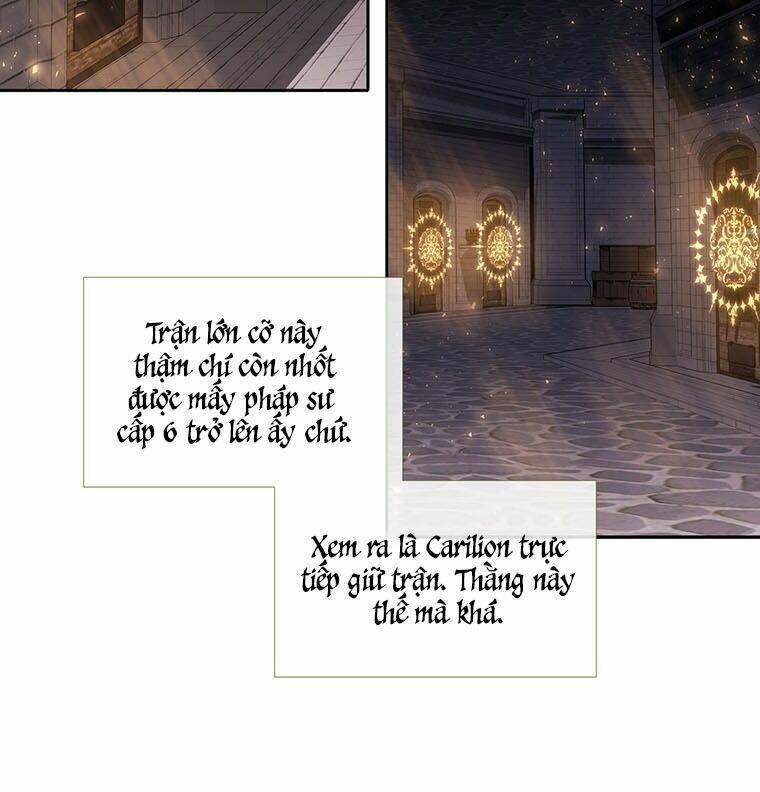 Trận lớn cỡ này
thậm chí còn nhốt
được mấy pháp sư
cấp 6 trở lên ấy chứ.
Xem ra là Carilion trực
tiếp giữ trận. Thằng này
thế mà khá.